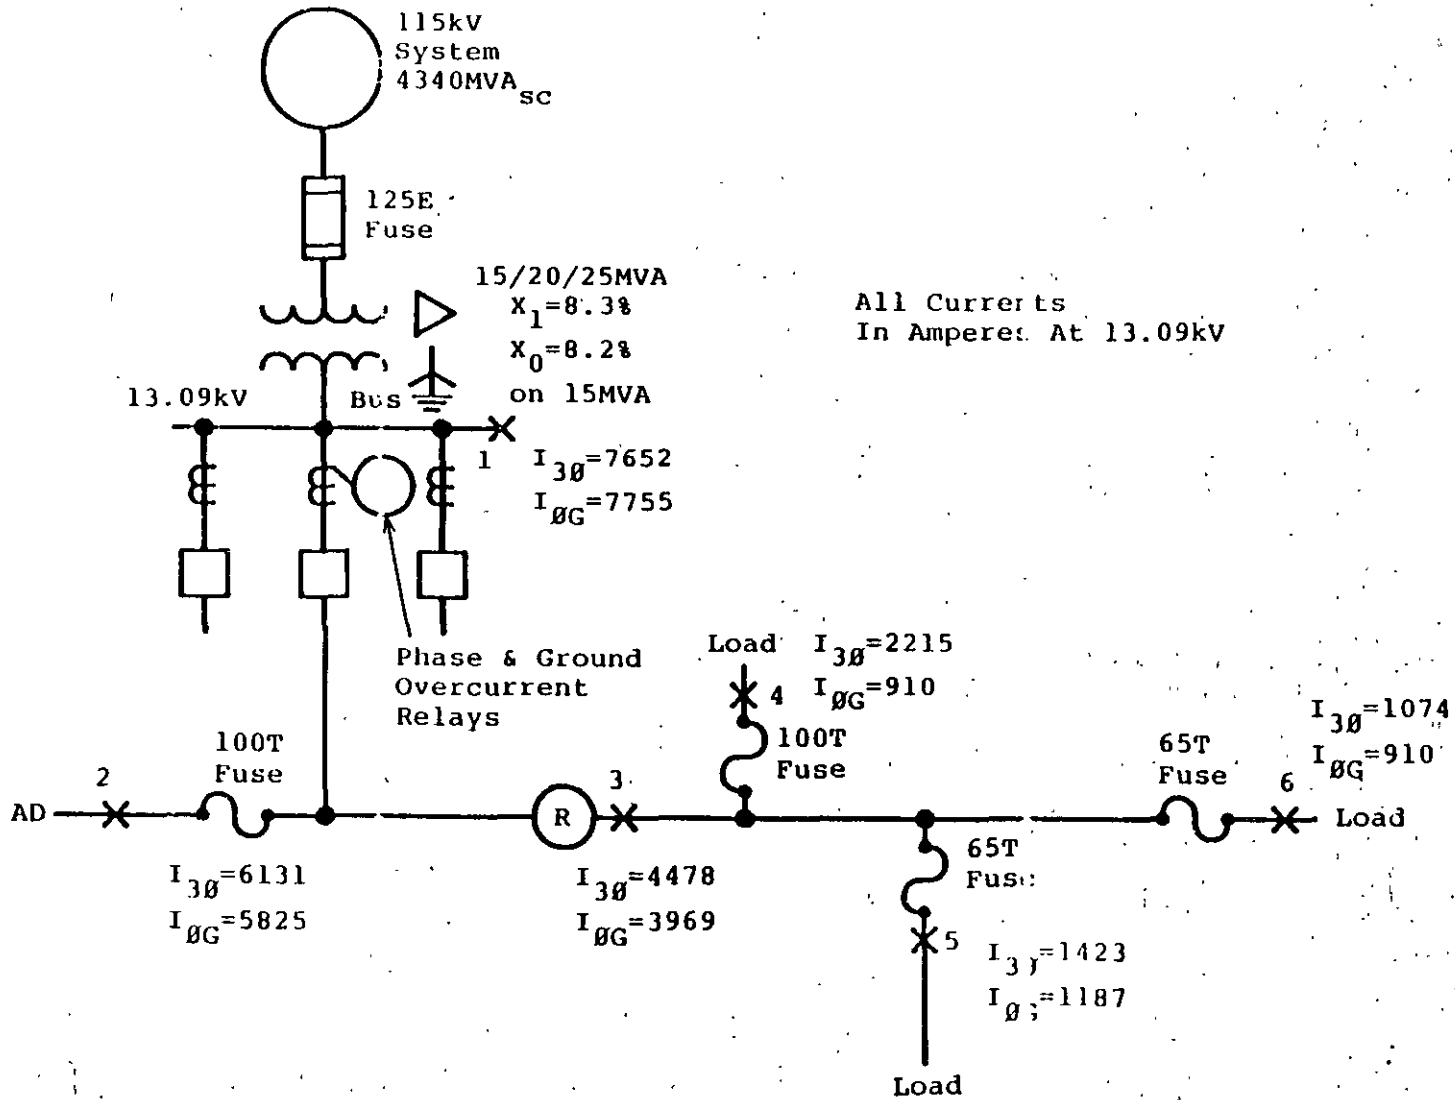 115kV
System
4340MVA SC
125E
Fuse
15/20/25MVA
X1=8.3%
X0=8.2%
on 15MVA
All Currents
In Amperes At 13.09kV
13.09kV
Bus
1
I3Ø=7652
IØG=7755
Phase & Ground
Overcurrent
Relays
Load
I3Ø=2215
IØG=910
4
100T
Fuse
I3Ø=1074
IØG=910
65T
Fuse
6
Load
100T
Fuse
2
AD
I3Ø=6131
IØG=5825
R
3
I3Ø=4478
IØG=3969
65T
Fuse
5
I3Ø=1423
IØG=1187
Load